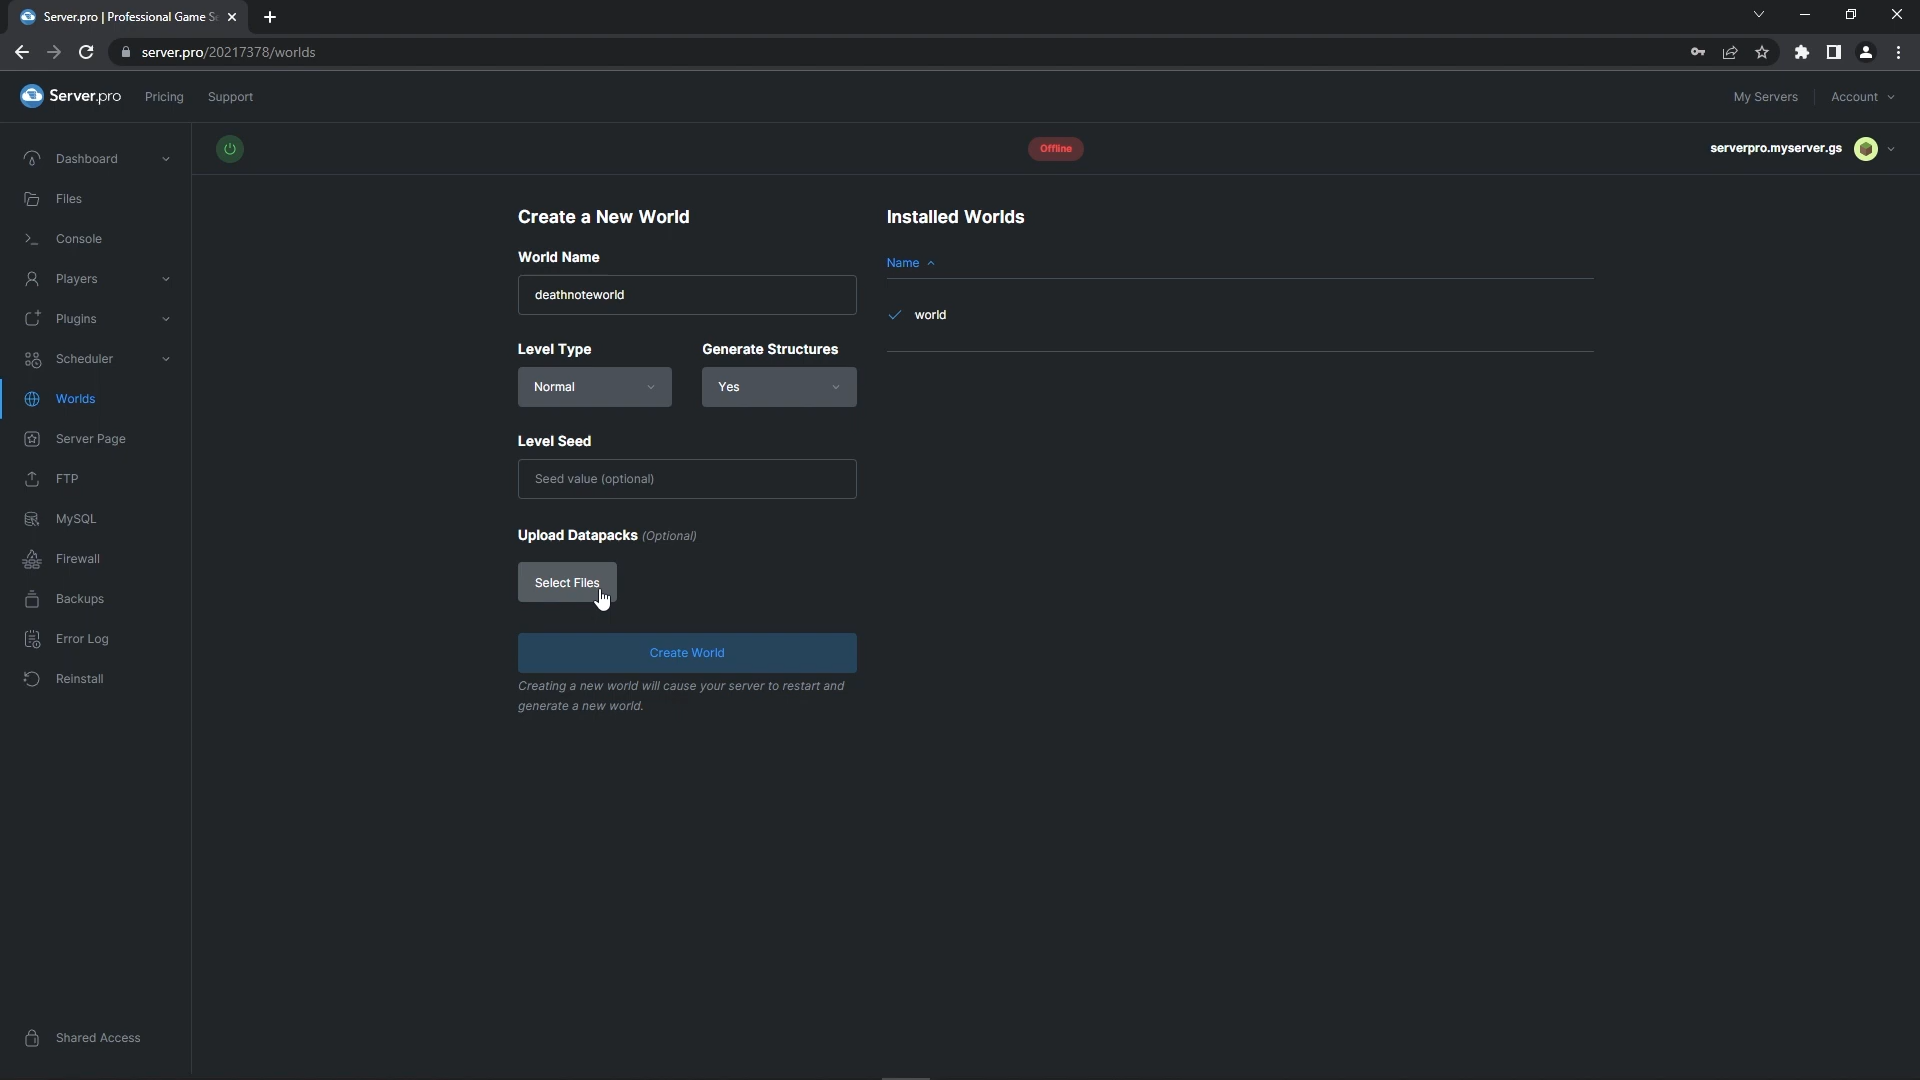 Server.pro | Professional Game S
server.pro/20217378/worlds
Server.pro
Pricing
Support
My Servers
Account
Dashboard
Files
Console
Players
Plugins
Scheduler
Worlds
Server Page
FTP
MySQL
Firewall
Backups
Error Log
Reinstall
Shared Access
Offline
serverpro.myserver.gs
Create a New World
World Name
deathnoteworld
Level Type
Generate Structures
Normal
Yes
Level Seed
Seed value (optional)
Upload Datapacks (Optional)
Select Files
Create World
Creating a new world will cause your server to restart and
generate a new world.
Installed Worlds
Name
world